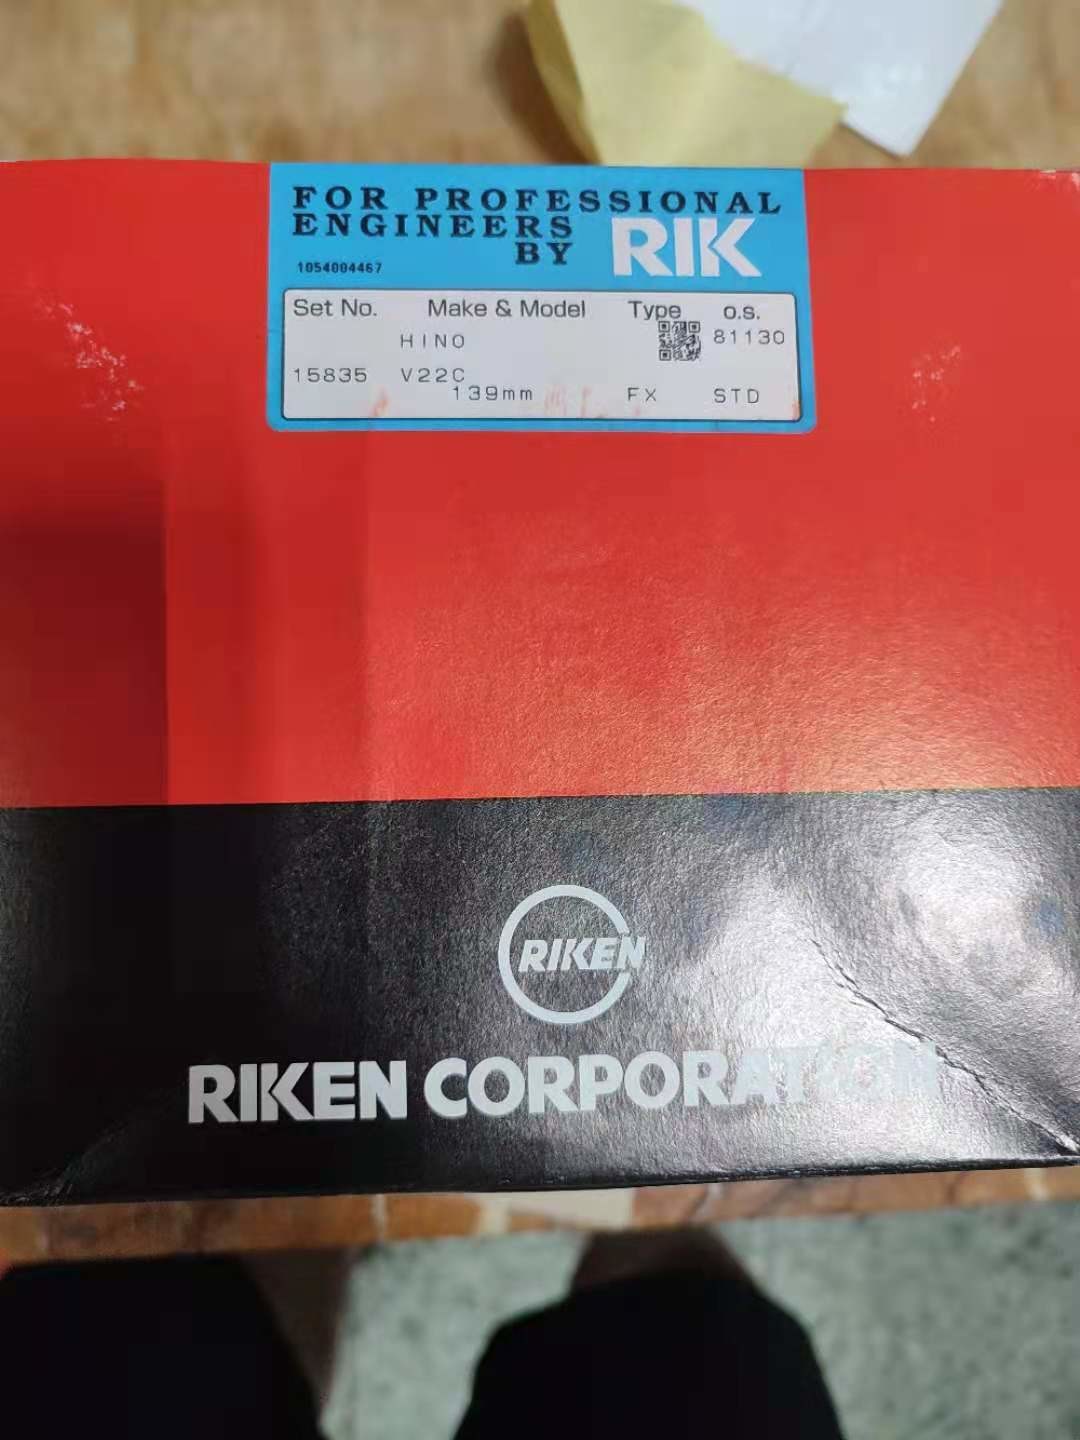 FOR PROFESSIONAL
ENGINEERS
BY RIK
1054004467
Set No. Make & Model Type o.s.
HINO 81130
15835 V22C
139mm FX STD
RIKEN
RIKEN CORPORATION